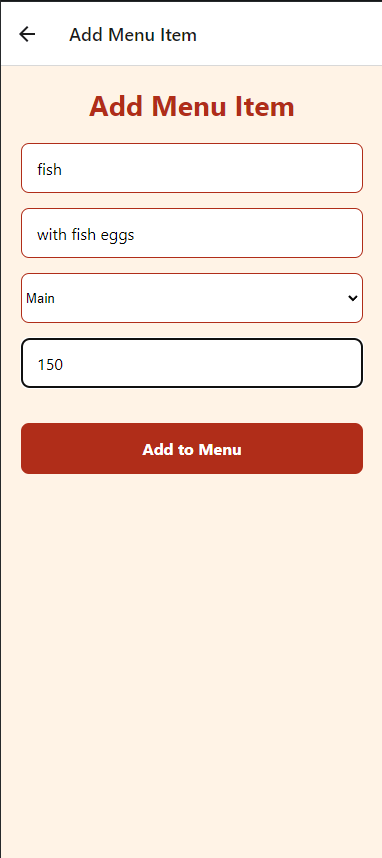 Add Menu Item
Add Menu Item
fish
with fish eggs
Main
150
Add to Menu